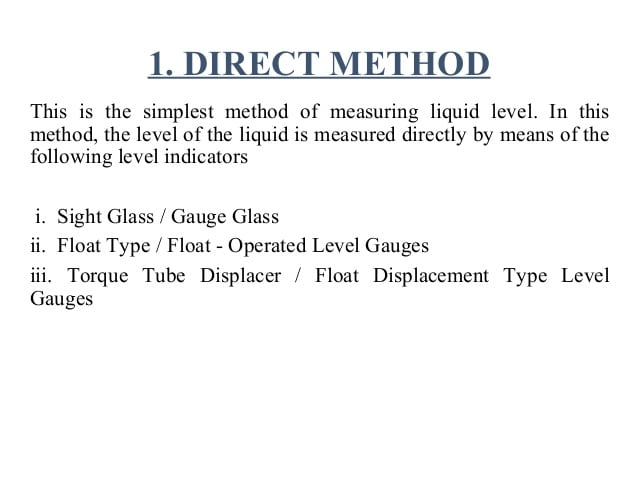 1. DIRECT METHOD
This is the simplest method of measuring liquid level. In this
method, the level of the liquid is measured directly by means of the
following level indicators
i. Sight Glass / Gauge Glass
ii. Float Type / Float - Operated Level Gauges
iii. Torque Tube Displacer / Float Displacement Type Level
Gauges